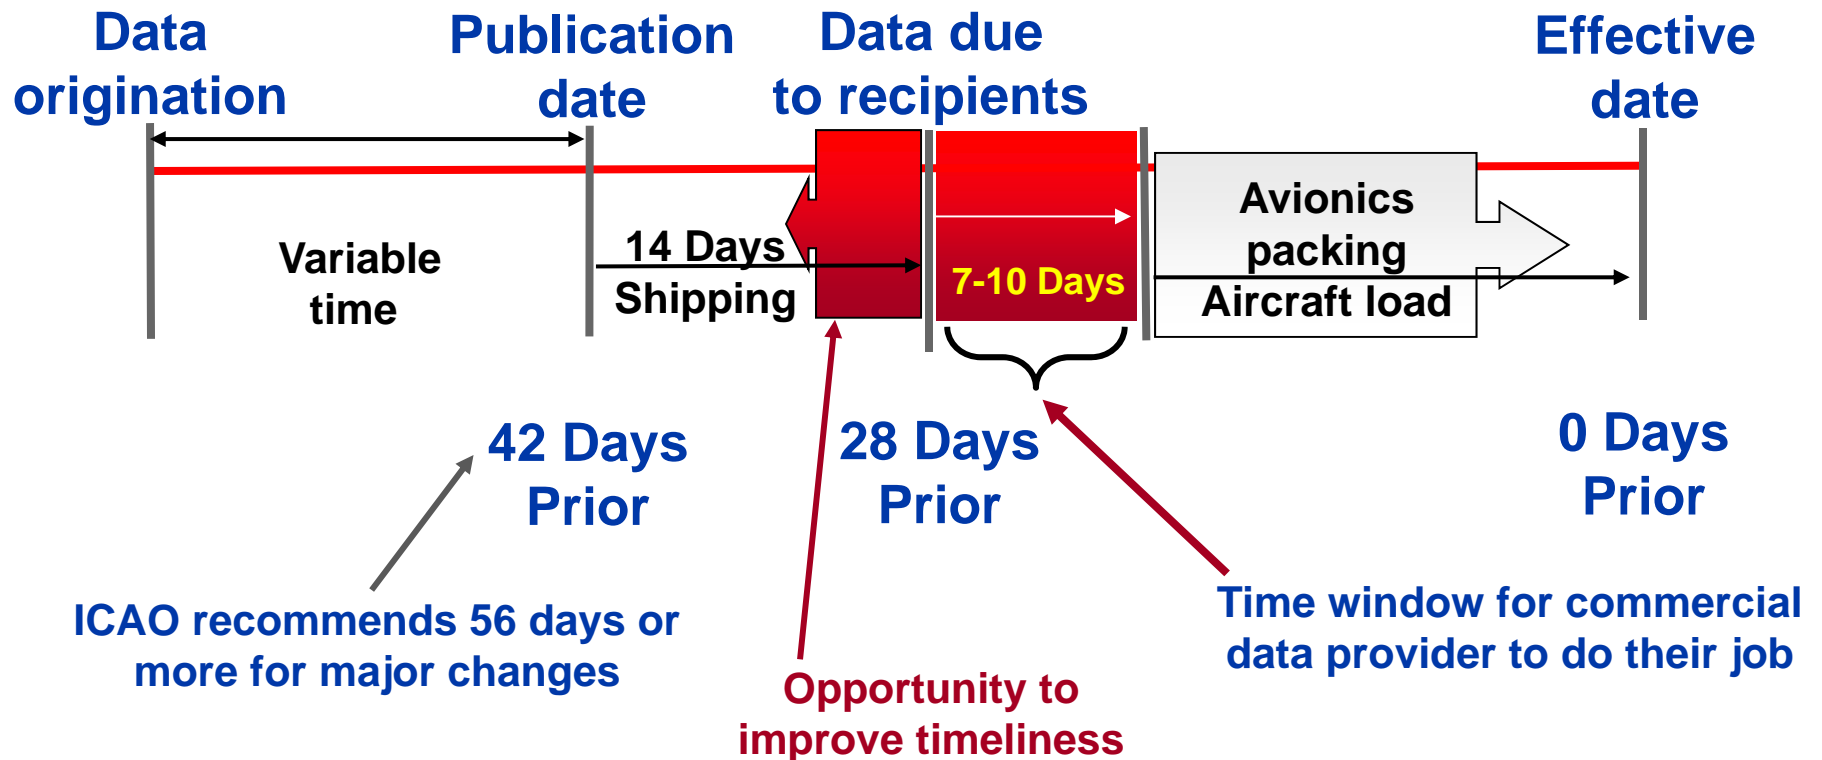 Data
origination
Publication
date
Data due
to recipients
Effective
date
Variable
time
14 Days
Shipping
7-10 Days
Avionics
packing
Aircraft load
42 Days
Prior
28 Days
Prior
0 Days
Prior
ICAO recommends 56 days or
more for major changes
Opportunity to
improve timeliness
Time window for commercial
data provider to do their job